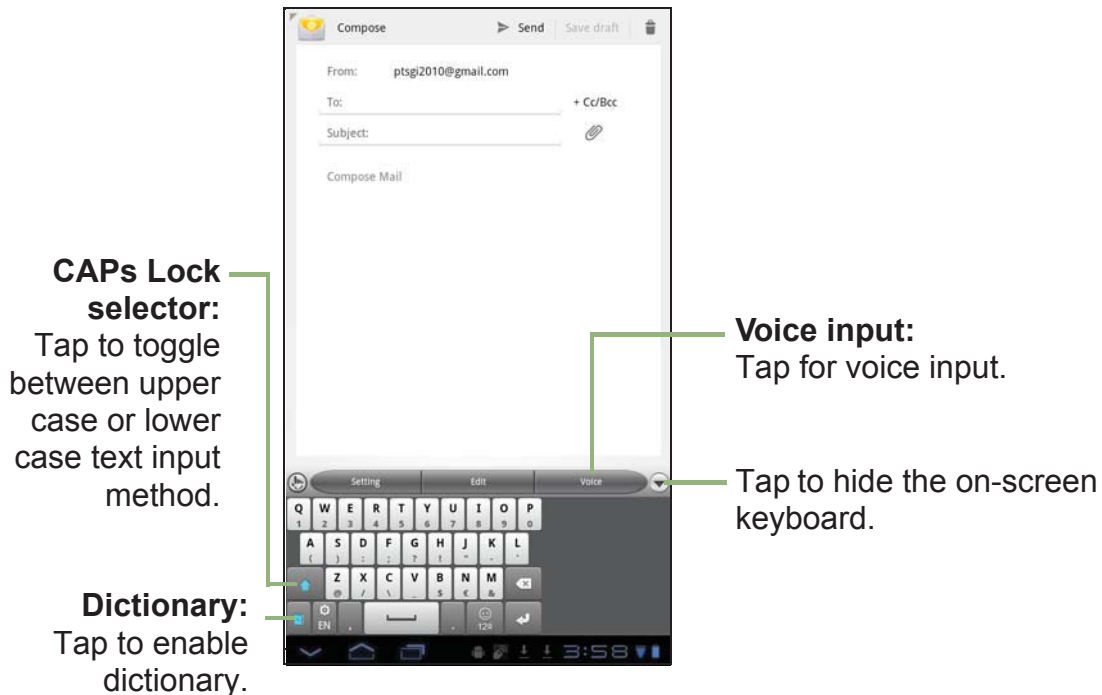 Compose
Send
Save draft
From: ptsgi2010@gmail.com
To:
+ Cc/Bcc
Subject:
Compose Mail
CAPs Lock
selector:
Tap to toggle
between upper
case or lower
case text input
method.
Voice input:
Tap for voice input.
Tap to hide the on-screen
keyboard.
Setting Edit Voice
Q W E R T Y U I O P
1 2 3 4 5 6 7 8 9 0
A S D F G H J K L
( ) : ; ? ! " - '
Z X C V B N M
@ / \ _ $ € &
EN , .
3:58
Dictionary:
Tap to enable
dictionary.